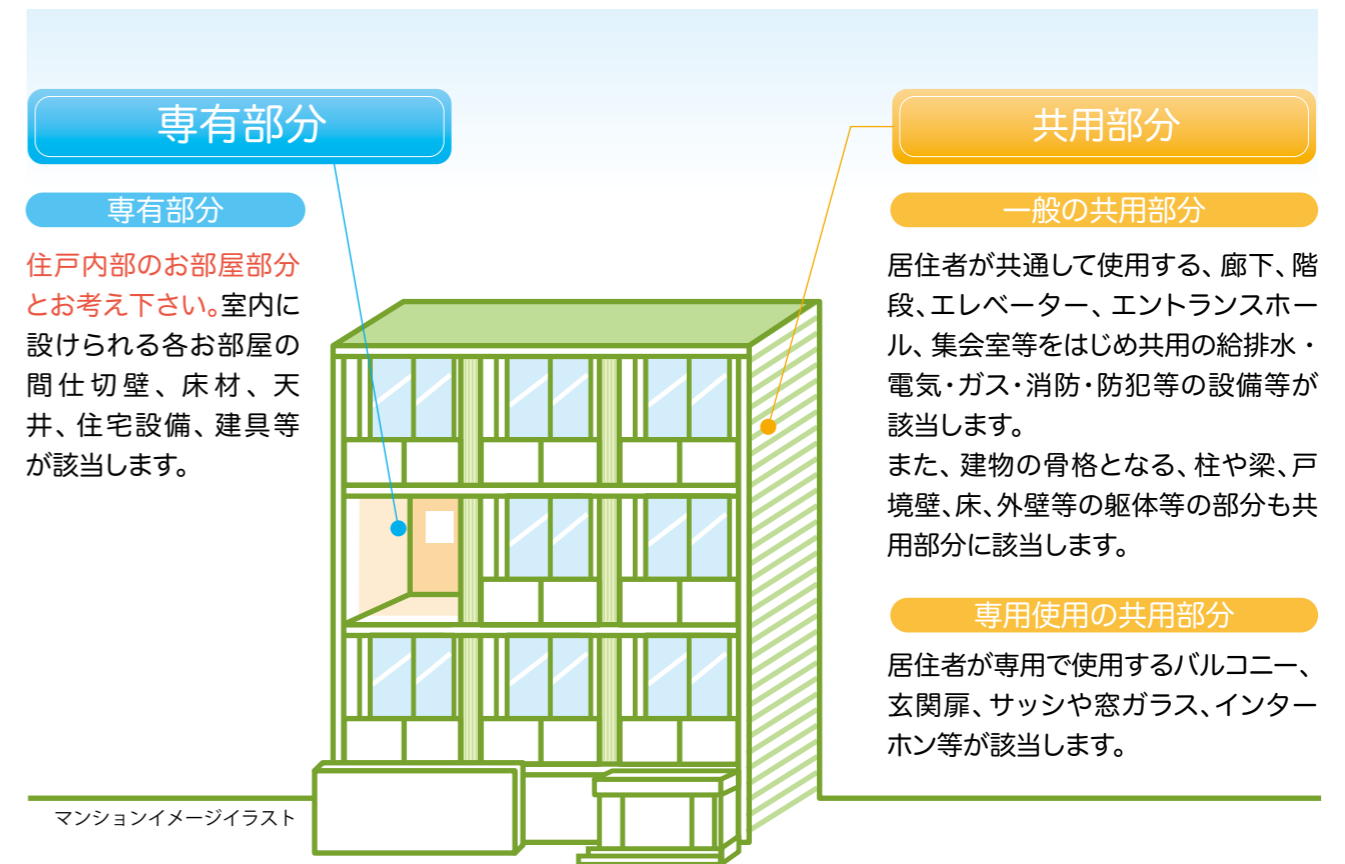 専有部分
専有部分
住戸内部のお部屋部分
とお考え下さい。室内に
設けられる各お部屋の
間仕切壁、床材、天
井、住宅設備、建具等
が該当します。
共用部分
一般の共用部分
居住者が共通して使用する、廊下、階
段、エレベーター、エントランスホー
ル、集会室等をはじめ共用の給排水・
電気・ガス・消防・防犯等の設備等が
該当します。
また、建物の骨格となる、柱や梁、戸
境壁、床、外壁等の躯体等の部分も共
用部分に該当します。
専用使用の共用部分
居住者が専用で使用するバルコニー、
玄関扉、サッシや窓ガラス、インター
ホン等が該当します。
マンションイメージイラスト